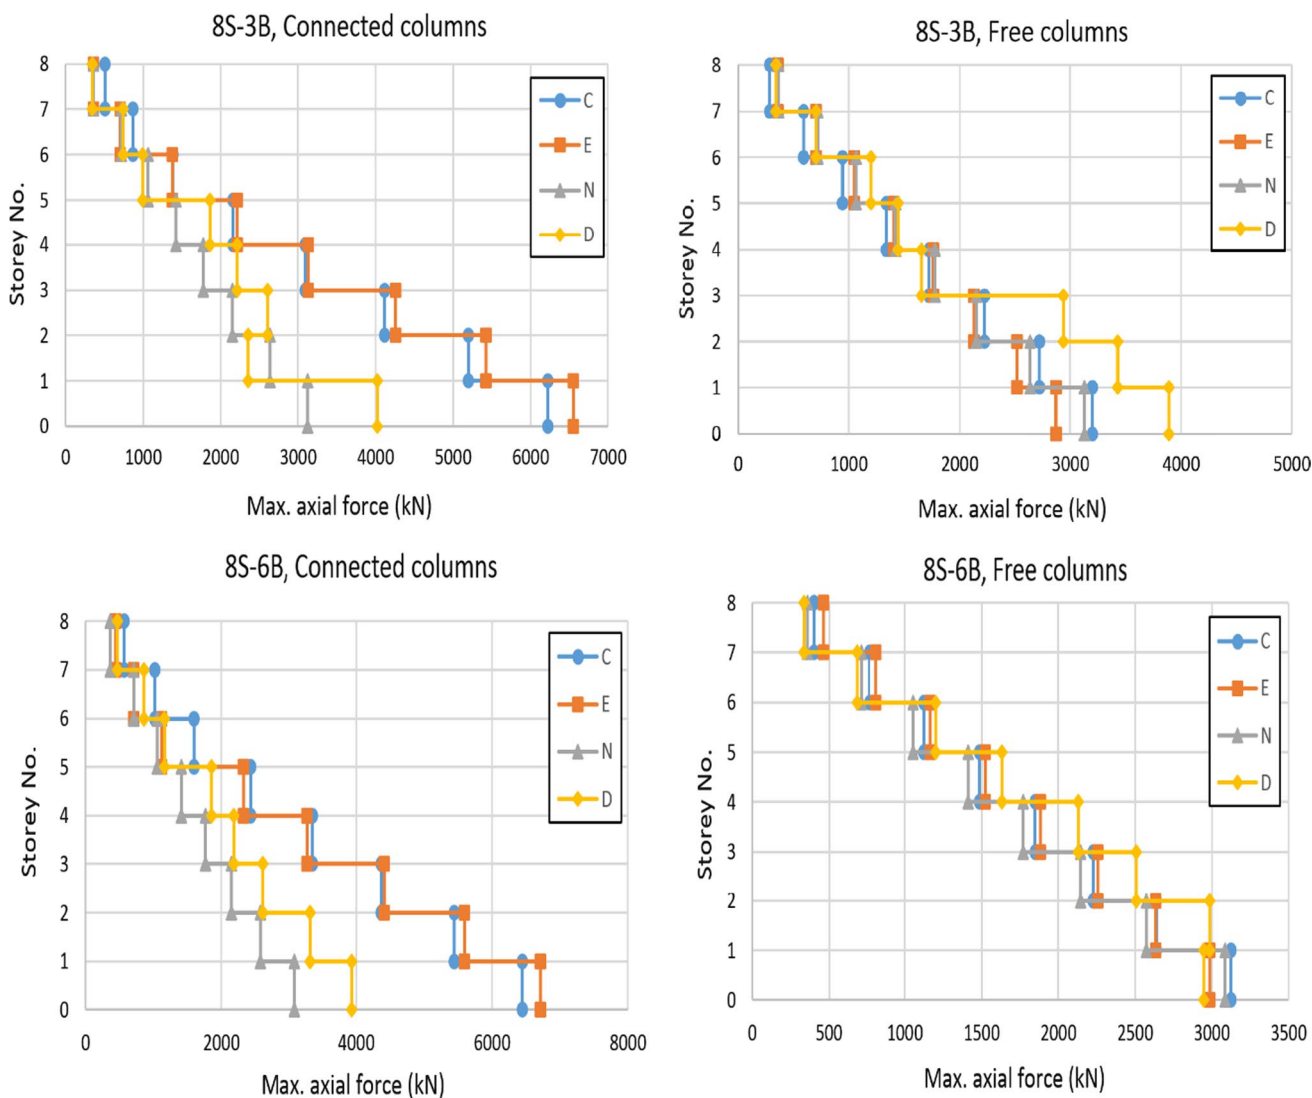 8S-3B, Connected columns
8
7
6
5
4
3
2
1
0
Storey No.
C
E
N
D
0 1000 2000 3000 4000 5000 6000 7000
Max. axial force (kN)
8S-3B, Free columns
8
7
6
5
4
3
2
1
0
Storey No.
C
E
N
D
0 1000 2000 3000 4000 5000
Max. axial force (kN)
8S-6B, Connected columns
8
7
6
5
4
3
2
1
0
Storey No.
C
E
N
D
0 2000 4000 6000 8000
Max. axial force (kN)
8S-6B, Free columns
8
7
6
5
4
3
2
1
0
Storey No.
C
E
N
D
0 500 1000 1500 2000 2500 3000 3500
Max. axial force (kN)